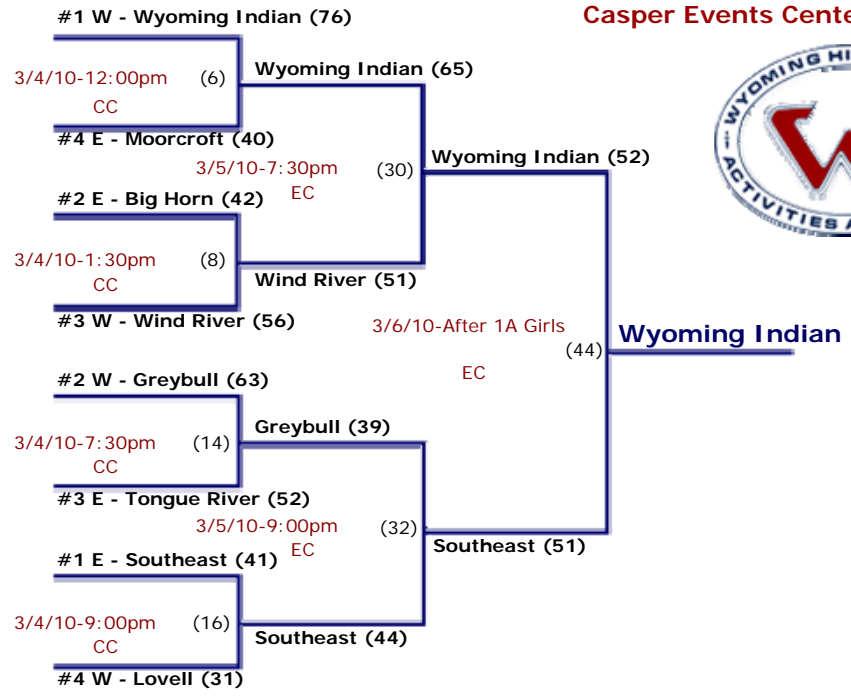 Casper Events Cente
#1 W - Wyoming Indian (76)
3/4/10-12:00pm (6)
CC
Wyoming Indian (65)
#4 E - Moorcroft (40)
3/5/10-7:30pm (30)
EC
Wyoming Indian (52)
#2 E - Big Horn (42)
3/4/10-1:30pm (8)
CC
Wind River (51)
#3 W - Wind River (56)
3/6/10-After 1A Girls
(44)
EC
Wyoming Indian
#2 W - Greybull (63)
3/4/10-7:30pm (14)
CC
Greybull (39)
#3 E - Tongue River (52)
3/5/10-9:00pm (32)
EC
Southeast (51)
#1 E - Southeast (41)
3/4/10-9:00pm (16)
CC
Southeast (44)
#4 W - Lovell (31)
WYOMING HI
ACTIVITIES A